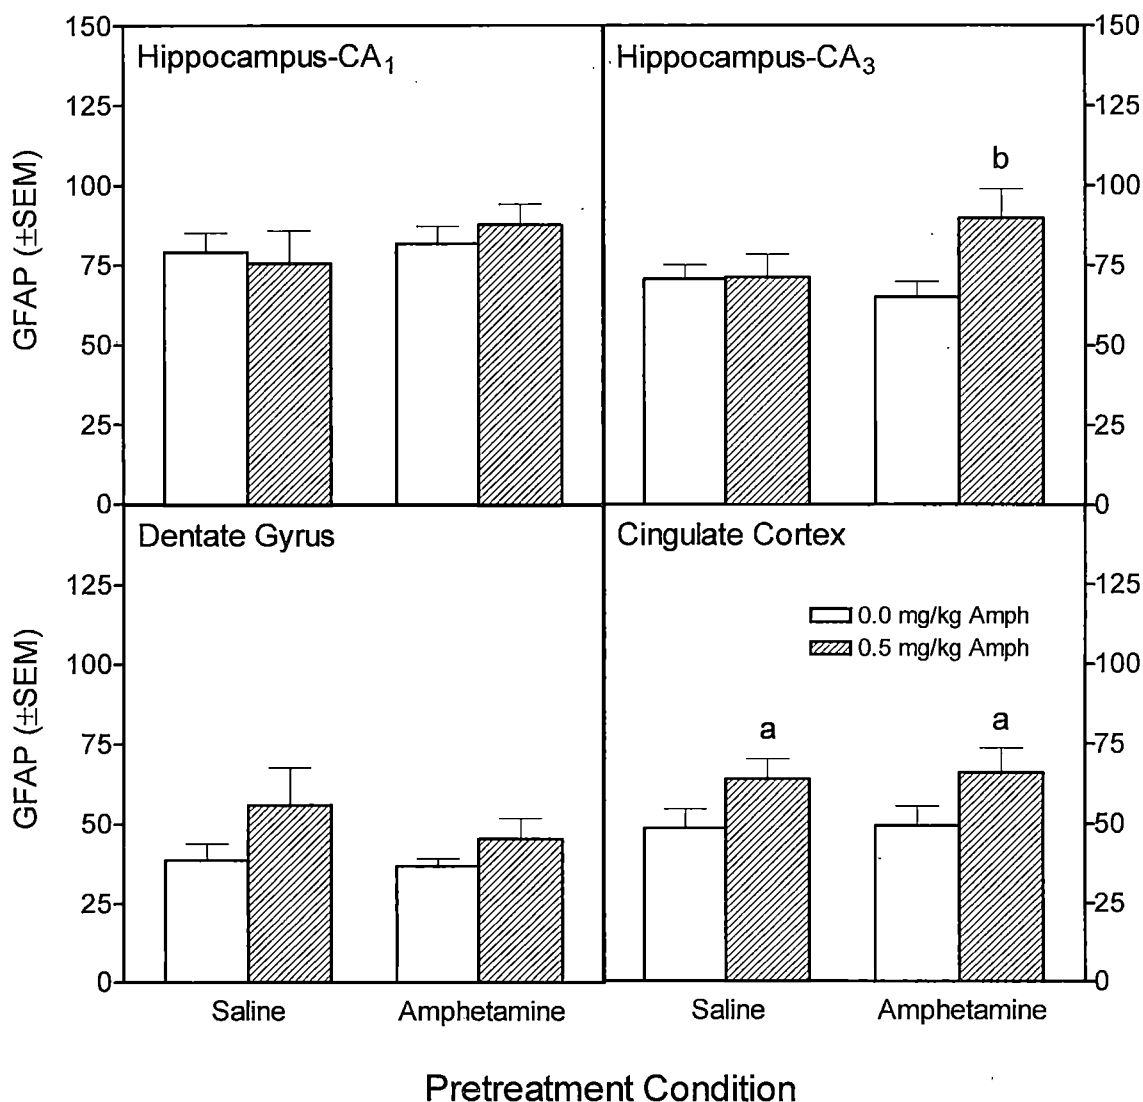 Hippocampus-CA1
Hippocampus-CA3
GFAP (±SEM)
150
125
100
75
50
25
0
b
150
125
100
75
50
25
0
Dentate Gyrus
Cingulate Cortex
GFAP (±SEM)
125
100
75
50
25
0
0.0 mg/kg Amph
0.5 mg/kg Amph
a
a
125
100
75
50
25
0
Saline
Amphetamine
Saline
Amphetamine
Pretreatment Condition